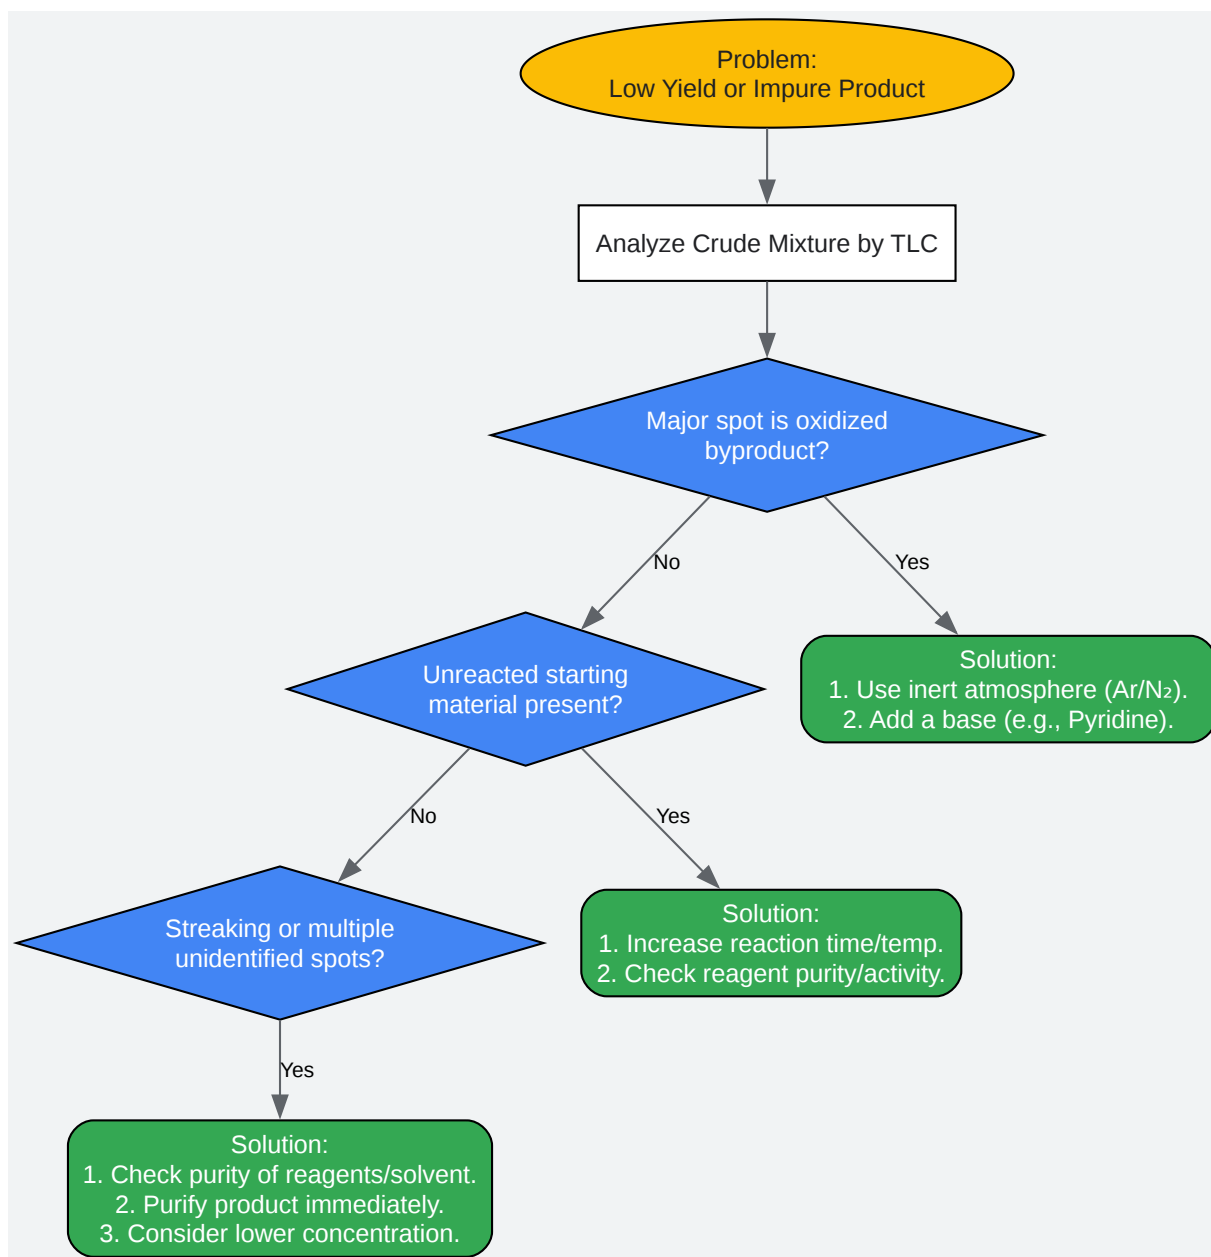 Problem:
Low Yield or Impure Product
Analyze Crude Mixture by TLC
Major spot is oxidized
byproduct?
No
Yes
Unreacted starting
material present?
Solution:
1. Use inert atmosphere (Ar/N₂).
2. Add a base (e.g., Pyridine).
No
Yes
Streaking or multiple
unidentified spots?
Solution:
1. Increase reaction time/temp.
2. Check reagent purity/activity.
Yes
Solution:
1. Check purity of reagents/solvent.
2. Purify product immediately.
3. Consider lower concentration.